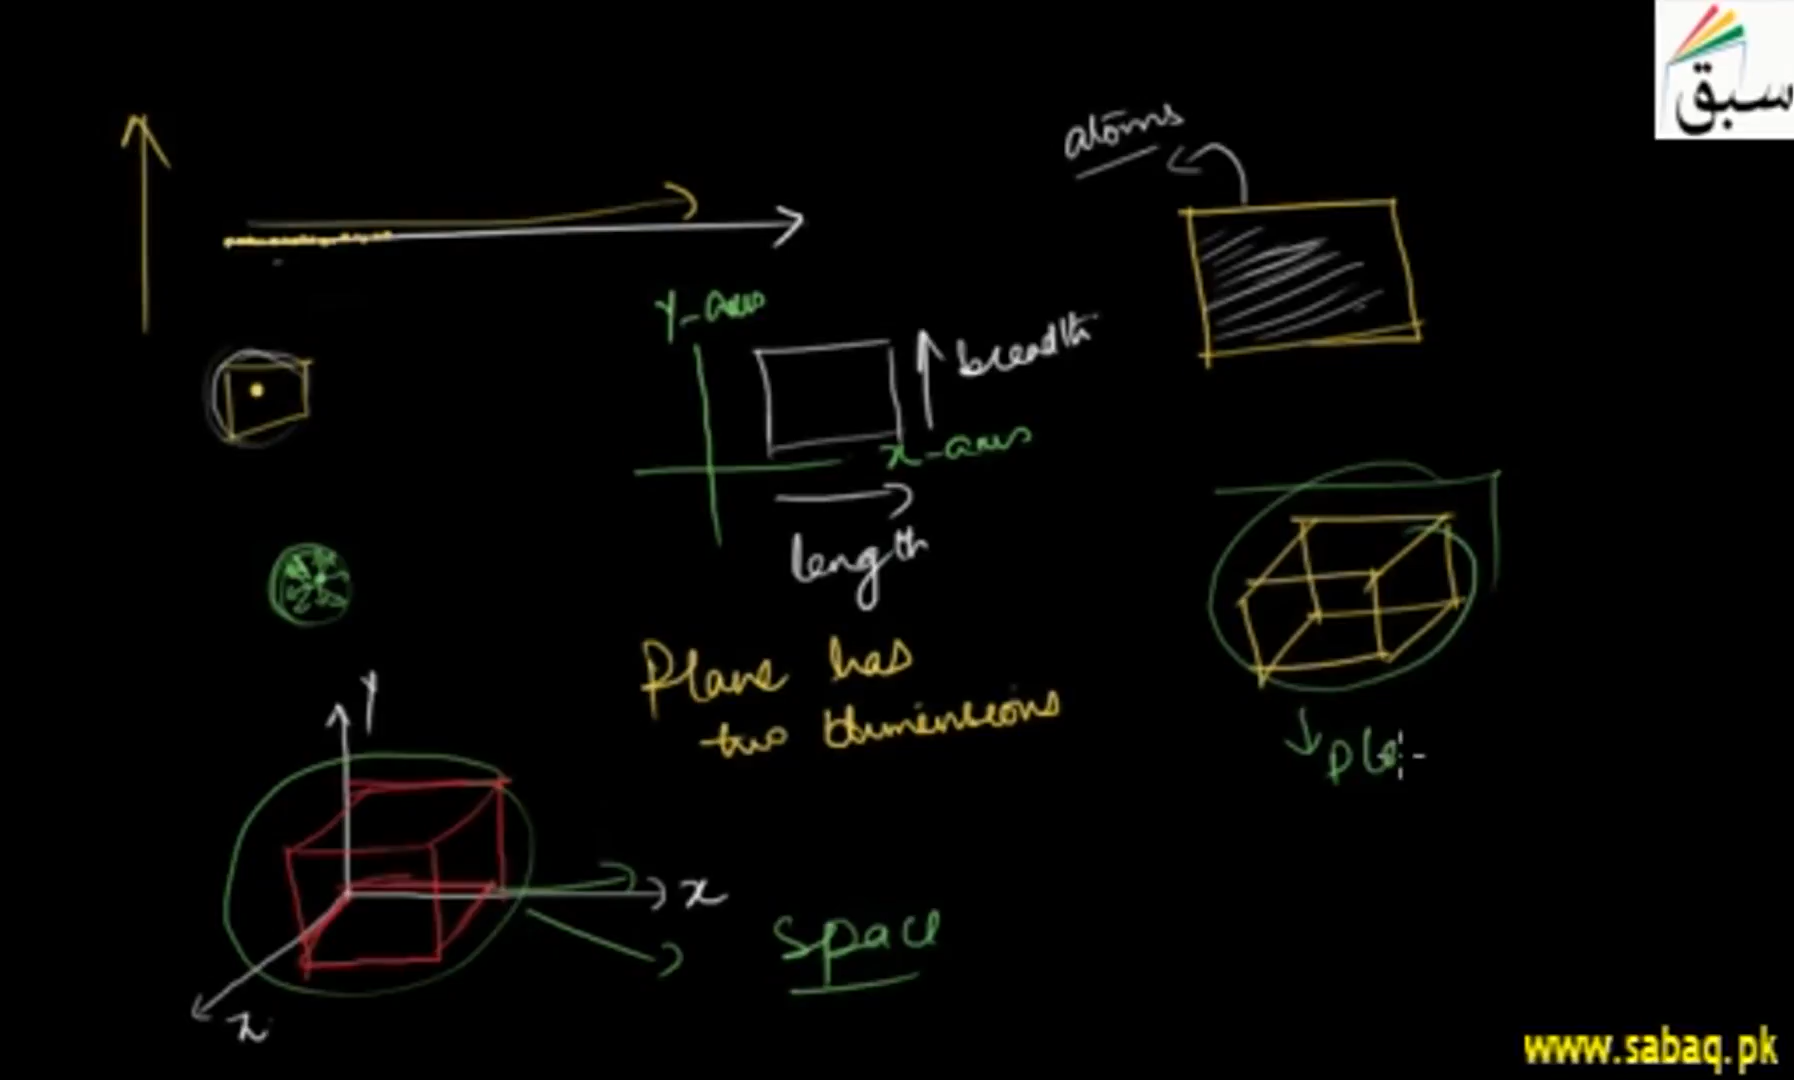 سبق
atoms
Y-axis
breadth
x-axis
length
Plane has
two dimensions
Y
x
space
z
www.sabaq.pk